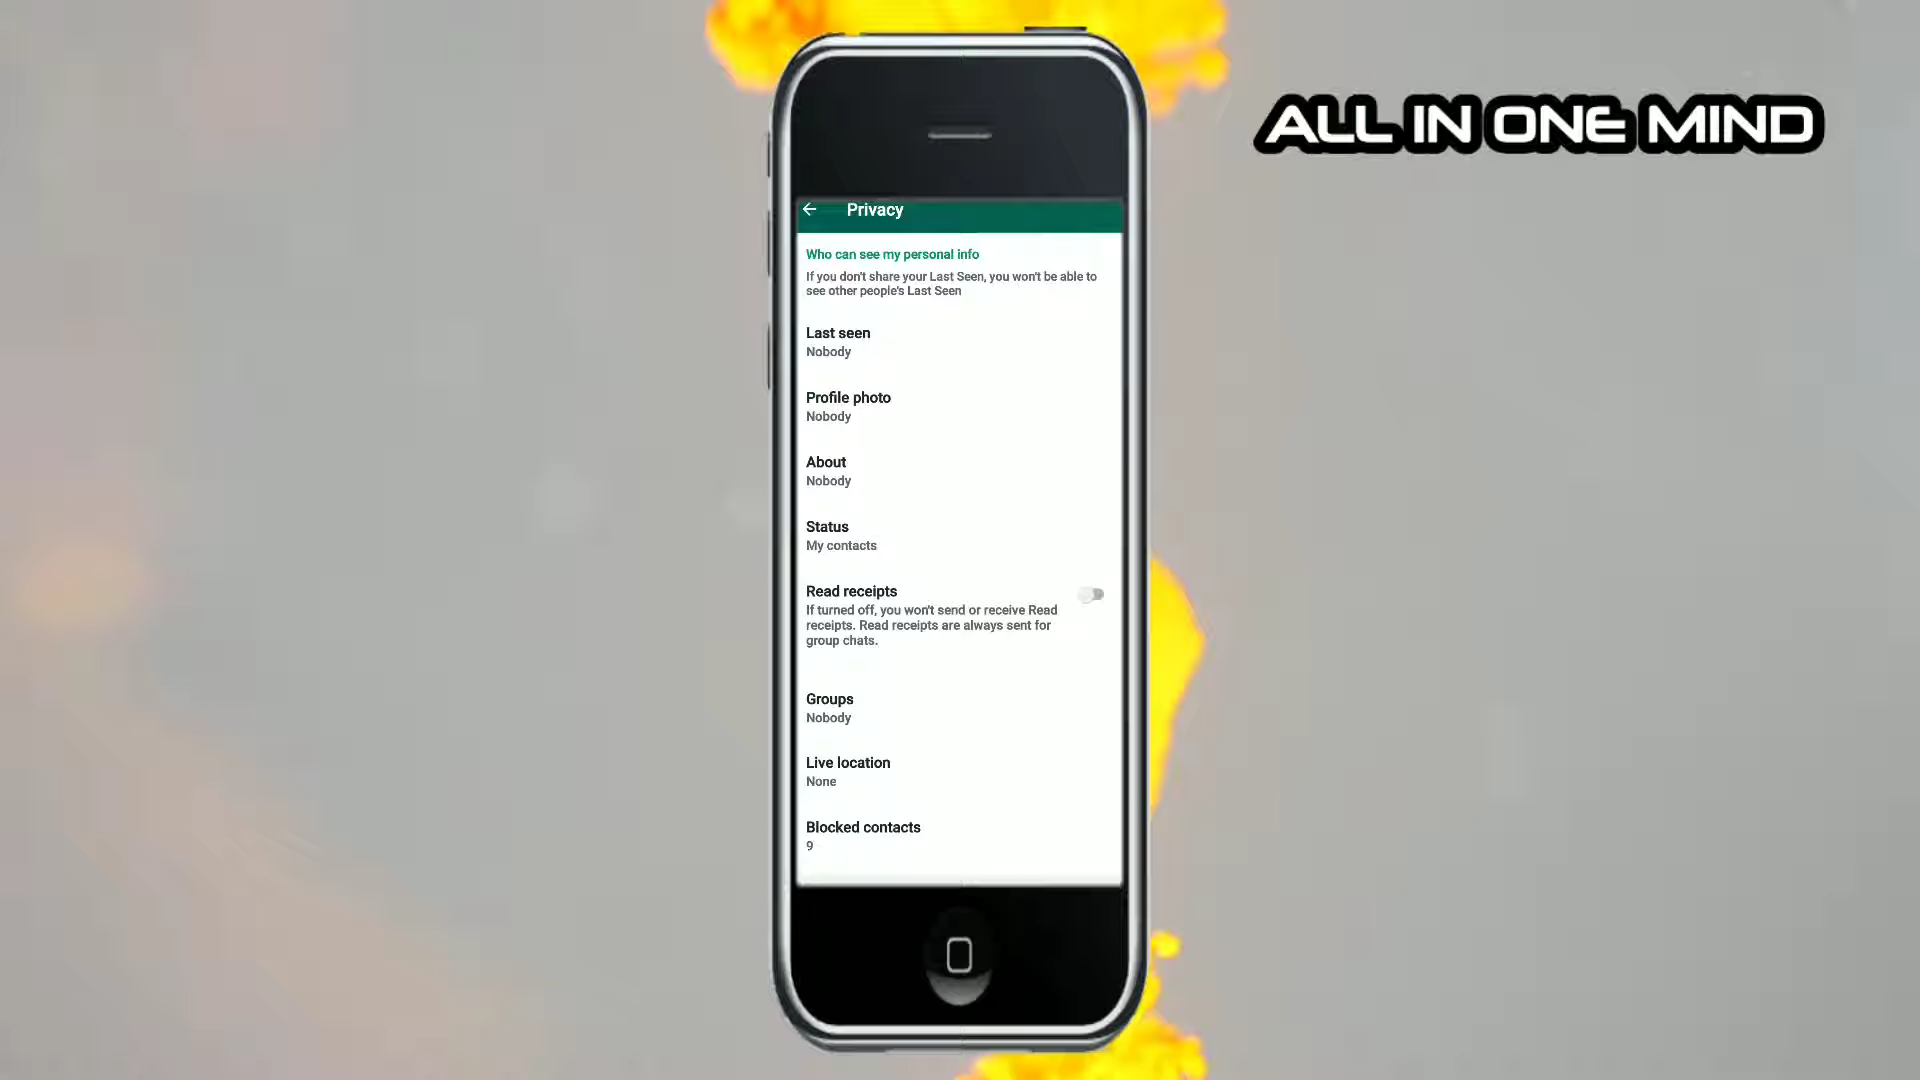 ALL IN ONE MIND
Privacy
Who can see my personal info
If you don't share your Last Seen, you won't be able to
see other people's Last Seen
Last seen
Nobody
Profile photo
Nobody
About
Nobody
Status
My contacts
Read receipts
If turned off, you won't send or receive Read
receipts. Read receipts are always sent for
group chats.
Groups
Nobody
Live location
None
Blocked contacts
9